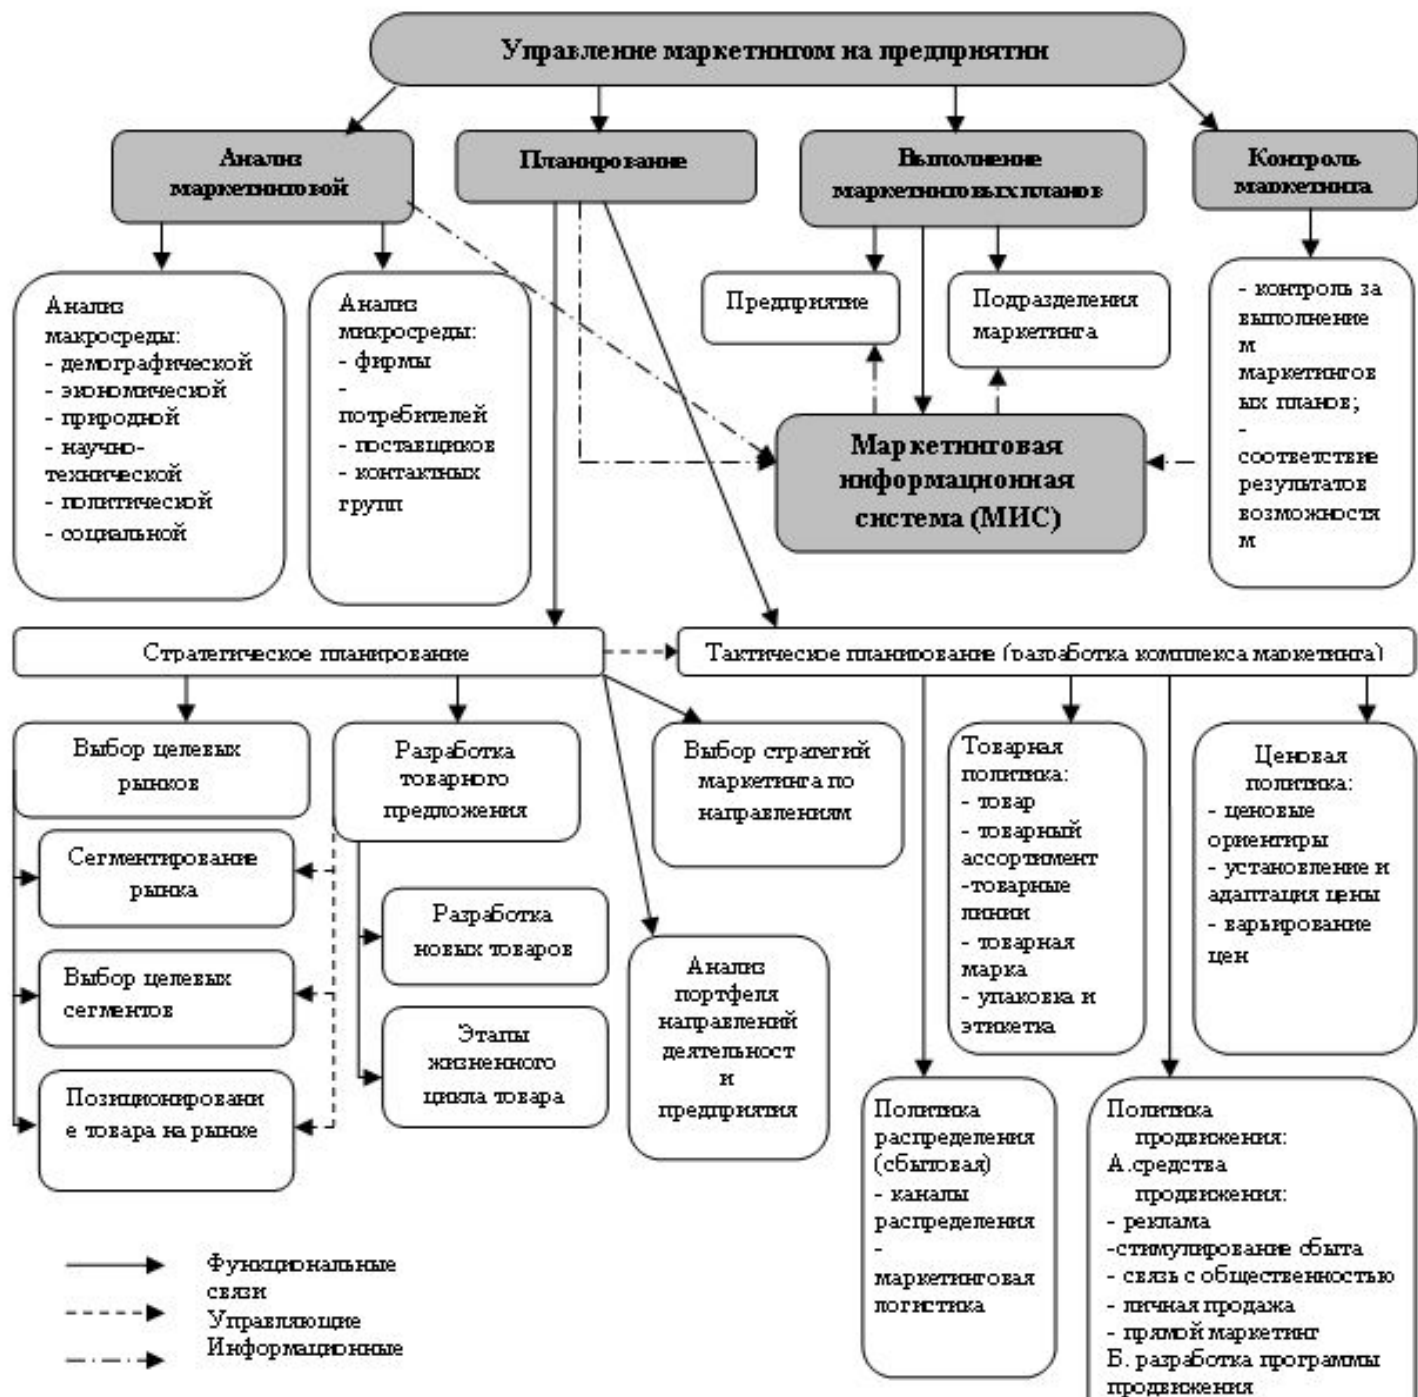 Управление маркетингом на предприятии
Анализ
маркетинговой
Планирование
Выполнение
маркетинговых планов
Контроль
маркетинга
Анализ
макросреды:
- демографической
- экономической
- природной
- научно-
технической
- политической
- социальной
Анализ
микросреды:
- фирмы
-
потребителей
- поставщиков
- контактных
групп
Предприятие
Подразделения
маркетинга
- контроль за
выполнение
м
маркетингов
ых планов;
-
соответствие
результатов
возможностя
м
Маркетинговая
информационная
система (МИС)
Стратегическое планирование
Тактическое планирование (разработка комплекса маркетинга)
Выбор целевых
рынков
Разработка
товарного
предложения
Выбор стратегий
маркетинга по
направлениям
Товарная
политика:
- товар
- товарный
ассортимент
-товарные
линии
- товарная
марка
- упаковка и
этикетка
Ценовая
политика:
- ценовые
ориентиры
- установление и
адаптация цены
- варьирование
цен
Сегментирование
рынка
Выбор целевых
сегментов
Позиционировани
е товара на рынке
Разработка
новых товаров
Этапы
жизненного
цикла товара
Анализ
портфеля
направлений
деятельност
и
предприятия
Политика
распределения
(сбытовая)
- каналы
распределения
-
маркетинговая
логистика
Политика
продвижения:
А.средства
продвижения:
- реклама
-стимулирование сбыта
- связь с общественностью
- личная продажа
- прямой маркетинг
Б. разработка программы
продвижения
Функциональные
связи
Управляющие
Информационные